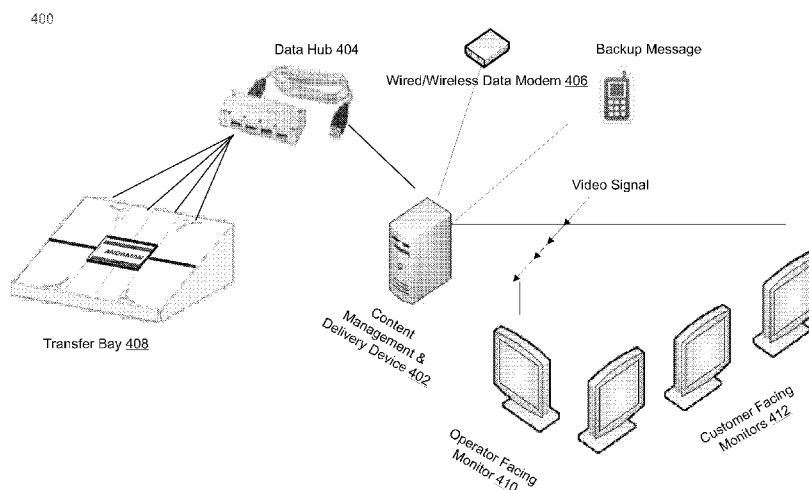 400
Data Hub 404
Wired/Wireless Data Modem 406
Backup Message
Video Signal
Transfer Bay 408
Content
Management &
Delivery Device 402
Operator Facing
Monitor 410
Customer Facing
Monitors 412